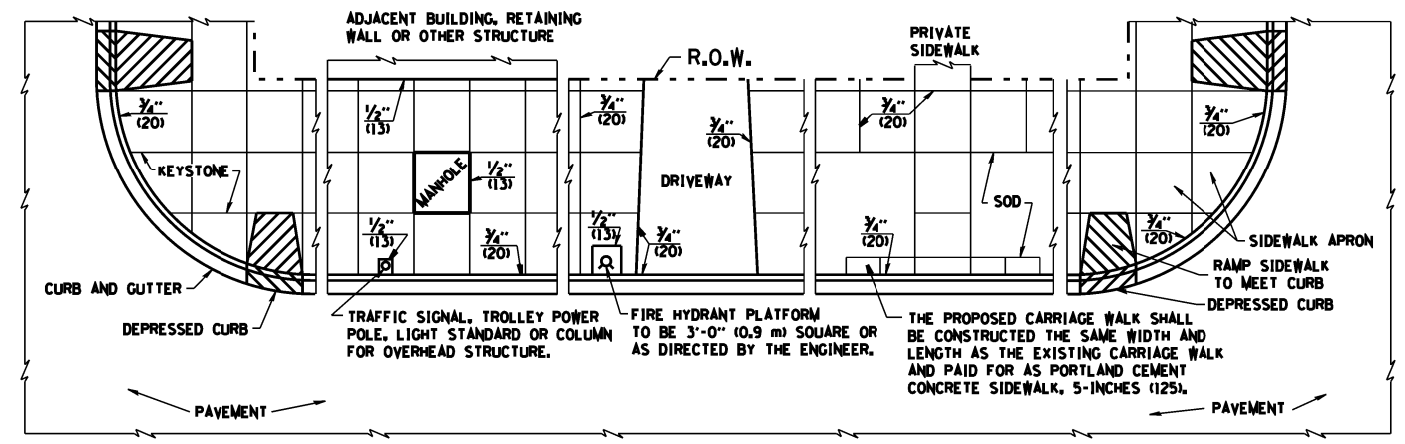 ADJACENT BUILDING, RETAINING
WALL OR OTHER STRUCTURE
R.O.W.
PRIVATE
SIDEWALK
3/4"
(20)
1/2"
(13)
3/4"
(20)
3/4"
(20)
3/4"
(20)
3/4"
(20)
KEYSTONE
MANHOLE
1/2"
(13)
DRIVEWAY
SOD
1/2"
(13)
3/4"
(20)
1/2"
(13)
3/4"
(20)
3/4"
(20)
3/4"
(20)
SIDEWALK APRON
RAMP SIDEWALK
TO MEET CURB
DEPRESSED CURB
CURB AND GUTTER
DEPRESSED CURB
TRAFFIC SIGNAL, TROLLEY POWER
POLE, LIGHT STANDARD OR COLUMN
FOR OVERHEAD STRUCTURE.
FIRE HYDRANT PLATFORM
TO BE 3'-0" (0.9 m) SQUARE OR
AS DIRECTED BY THE ENGINEER.
THE PROPOSED CARRIAGE WALK SHALL
BE CONSTRUCTED THE SAME WIDTH AND
LENGTH AS THE EXISTING CARRIAGE WALK
AND PAID FOR AS PORTLAND CEMENT
CONCRETE SIDEWALK, 5-INCHES (125).
PAVEMENT
PAVEMENT